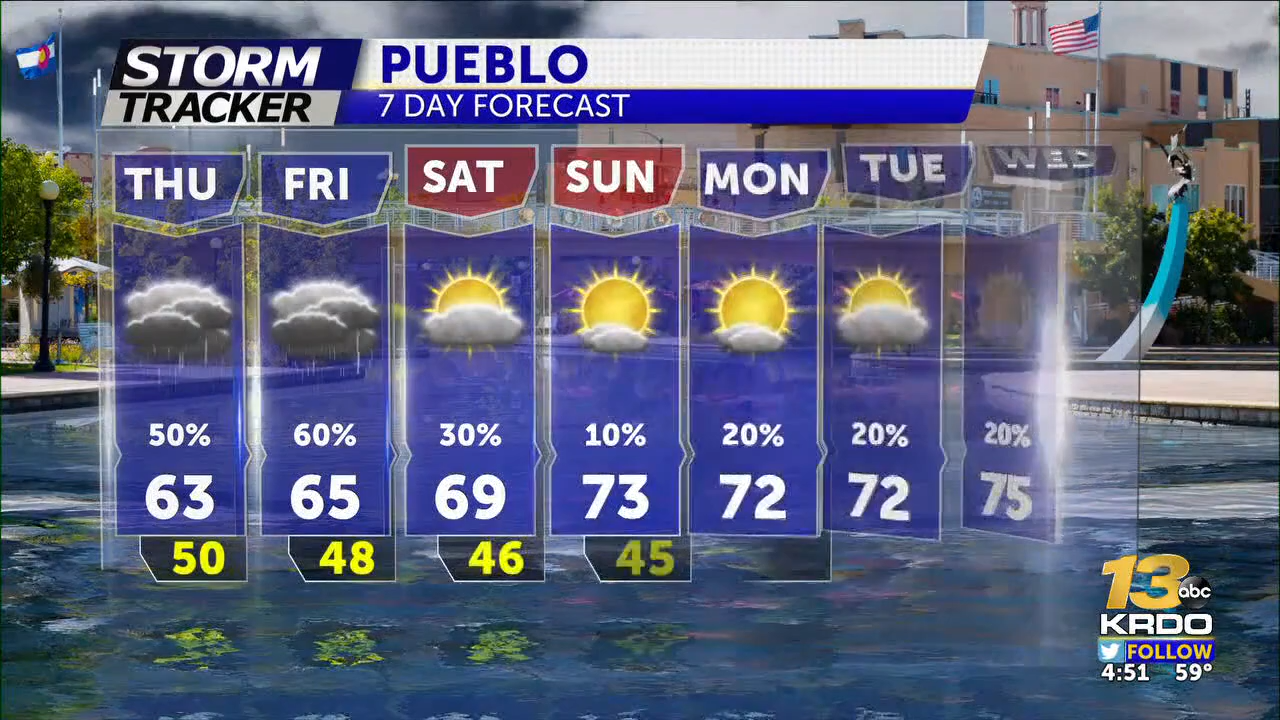 STORM
TRACKER
PUEBLO
7 DAY FORECAST
THU FRI SAT SUN MON TUE WED
50% 60% 30% 10% 20% 20% 20%
63 65 69 73 72 72 75
50 48 46 45
13 abc
KRDO
FOLLOW
4:51 59°